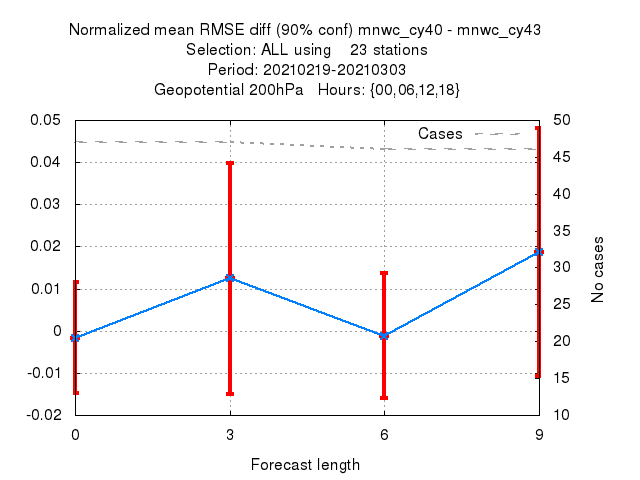 Normalized mean RMSE diff (90% conf) mnwc_cy40 - mnwc_cy43
Selection: ALL using    23 stations
Period: 20210219-20210303
Geopotential 200hPa   Hours: {00,06,12,18}
Cases
0.05
0.04
0.03
0.02
0.01
0
-0.01
-0.02
50
45
40
35
30
25
20
15
10
No cases
0 3 6 9
Forecast length